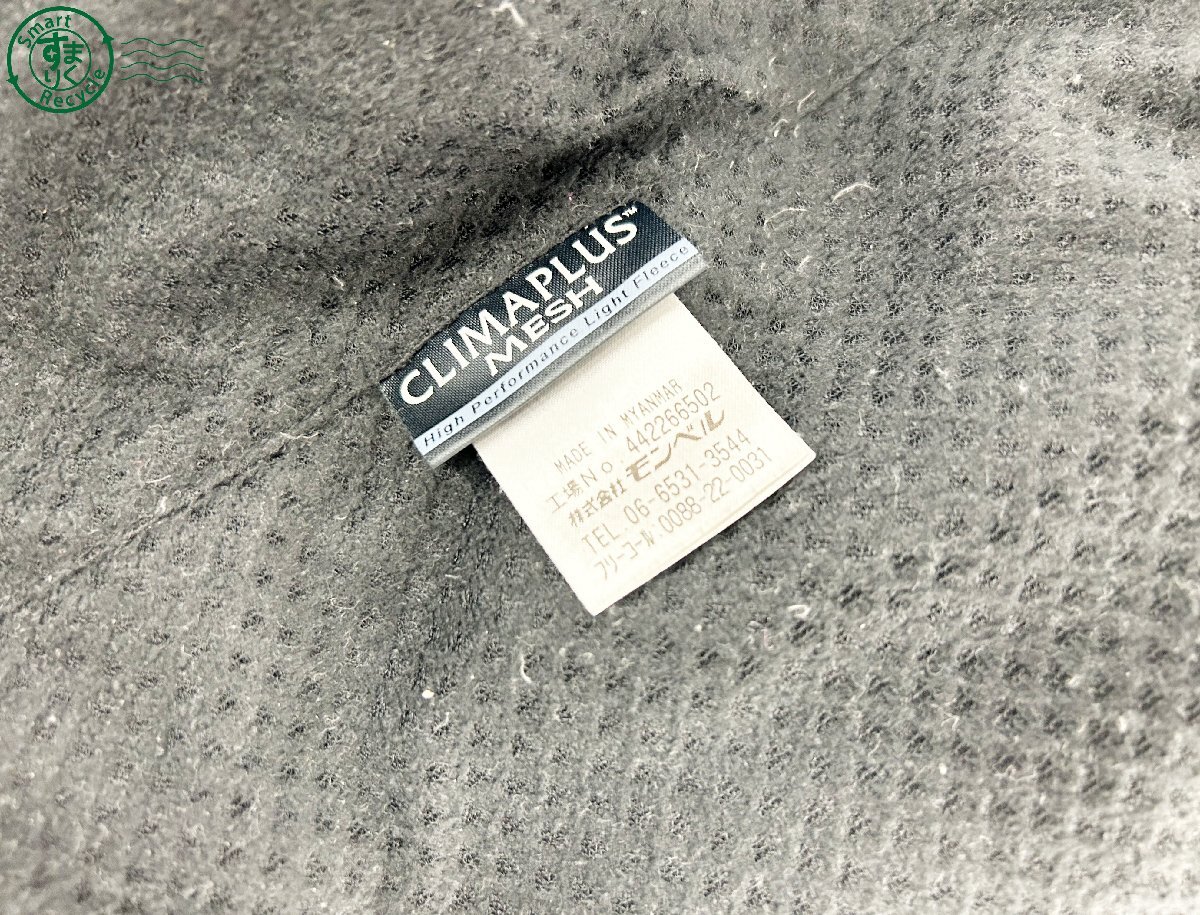 Smart
すまりく
Recycle
CLIMAPLUS™
MESH
High Performance Light Fleece
MADE IN MYANMAR
工場No. 442266502
株式会社 モンベル
TEL 06-6531-3544
フリーコール.0088-22-0031